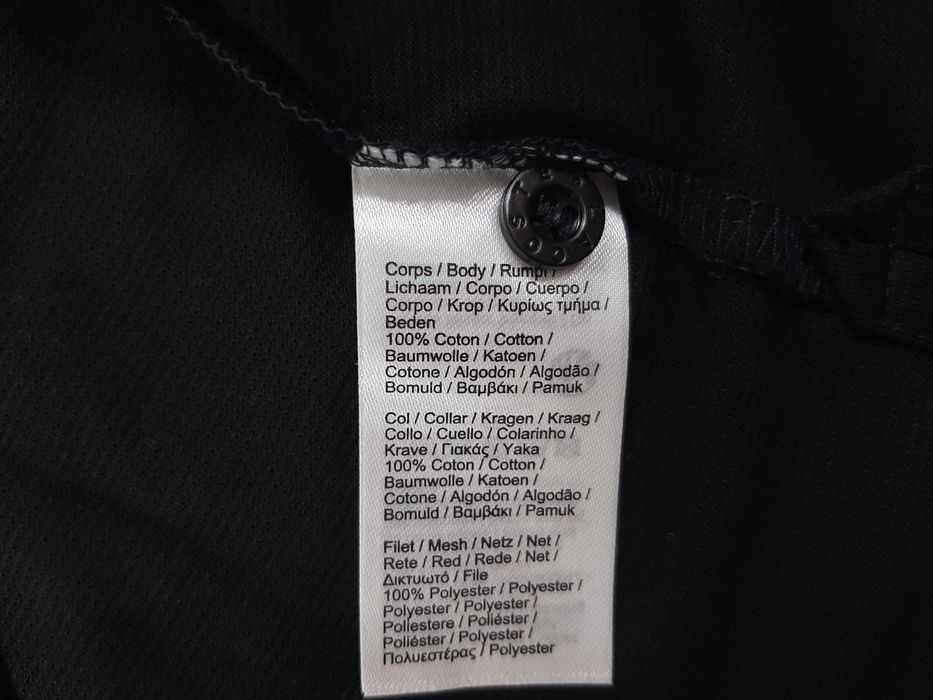 LACOSTE
Corps / Body / Rumpf /
Lichaam / Corpo / Cuerpo /
Corpo / Krop / Κυρίως τμήμα /
Beden
100% Coton / Cotton /
Baumwolle / Katoen /
Cotone / Algodón / Algodão /
Bomuld / Βαμβάκι / Pamuk
Col / Collar / Kragen / Kraag /
Collo / Cuello / Colarinho /
Krave / Γιακάς / Yaka
100% Coton / Cotton /
Baumwolle / Katoen /
Cotone / Algodón / Algodão /
Bomuld / Βαμβάκι / Pamuk
Filet / Mesh / Netz / Net /
Rete / Red / Rede / Net /
Δικτυωτό / File
100% Polyester / Polyester /
Polyester / Polyester /
Poliestere / Poliéster /
Poliéster / Polyester /
Πολυεστέρας / Polyester